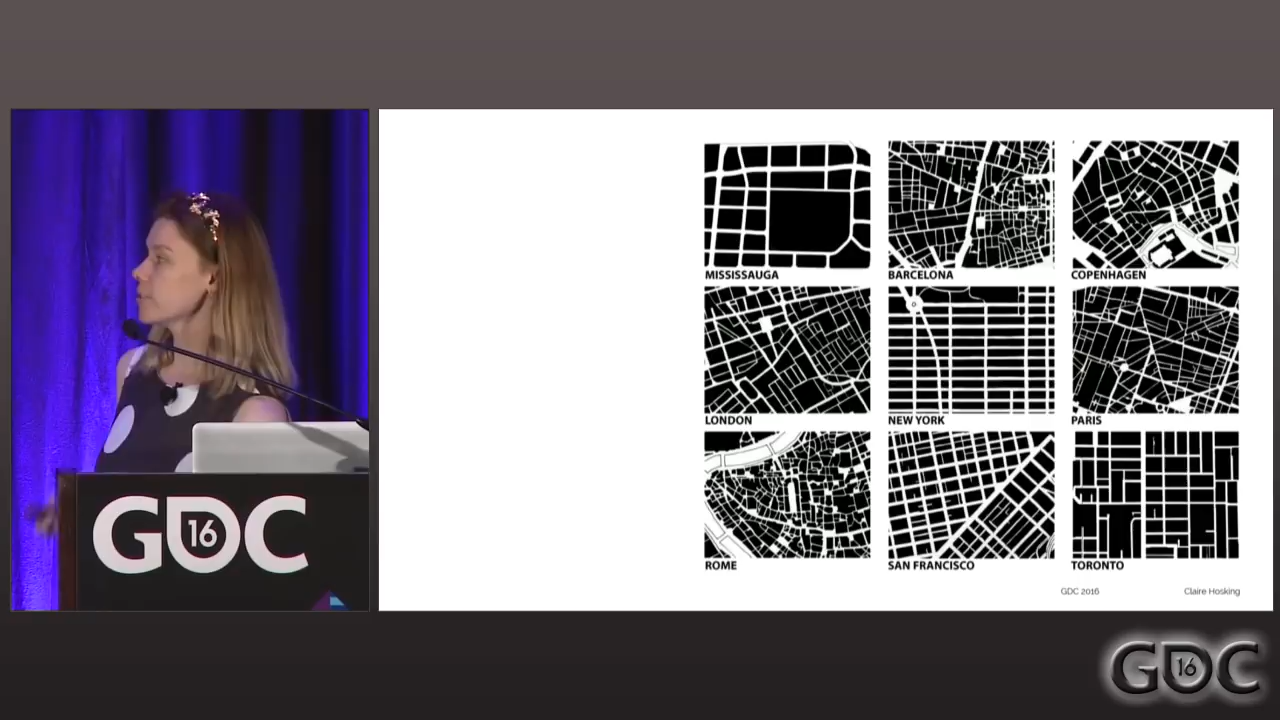 MISSISSAUGA
BARCELONA
COPENHAGEN
LONDON
NEW YORK
PARIS
ROME
SAN FRANCISCO
TORONTO
GDC 2016
Claire Hosking
GDC
16
GDC
16